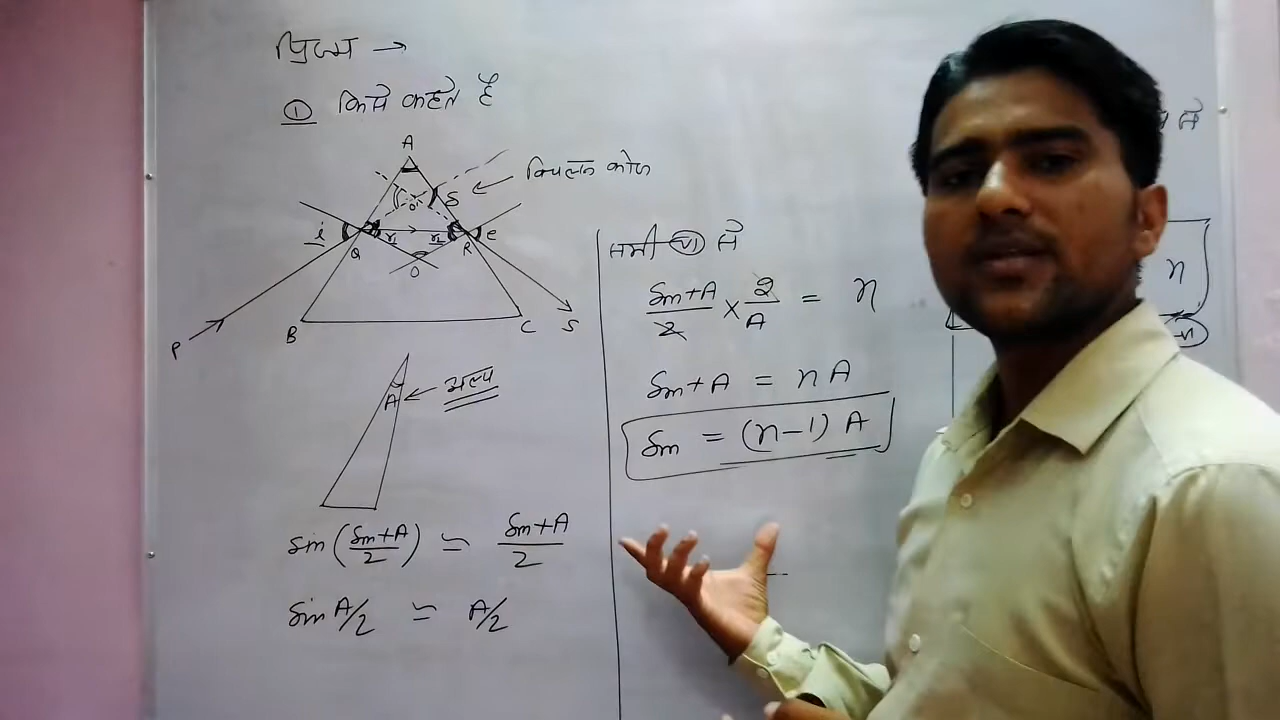 प्रिज्म →
① किसे कहते है
A
विचलन कोण
δ
i r₁ r₂ e
Q R
O
P B C S
A ← अल्प
sin(δm+A/2) ≃ δm+A/2
sin A/2 ≃ A/2
समी (VI) से
δm+A/2 × 2/A = n
δm+A = nA
δm = (n-1) A
से
n